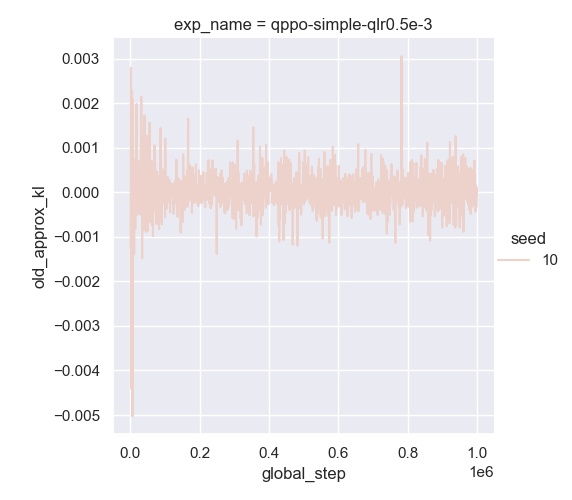 exp_name = qppo-simple-qlr0.5e-3
0.003
0.002
0.001
0.000
−0.001
−0.002
−0.003
−0.004
−0.005
old_approx_kl
0.0 0.2 0.4 0.6 0.8 1.0
1e6
global_step
seed
10